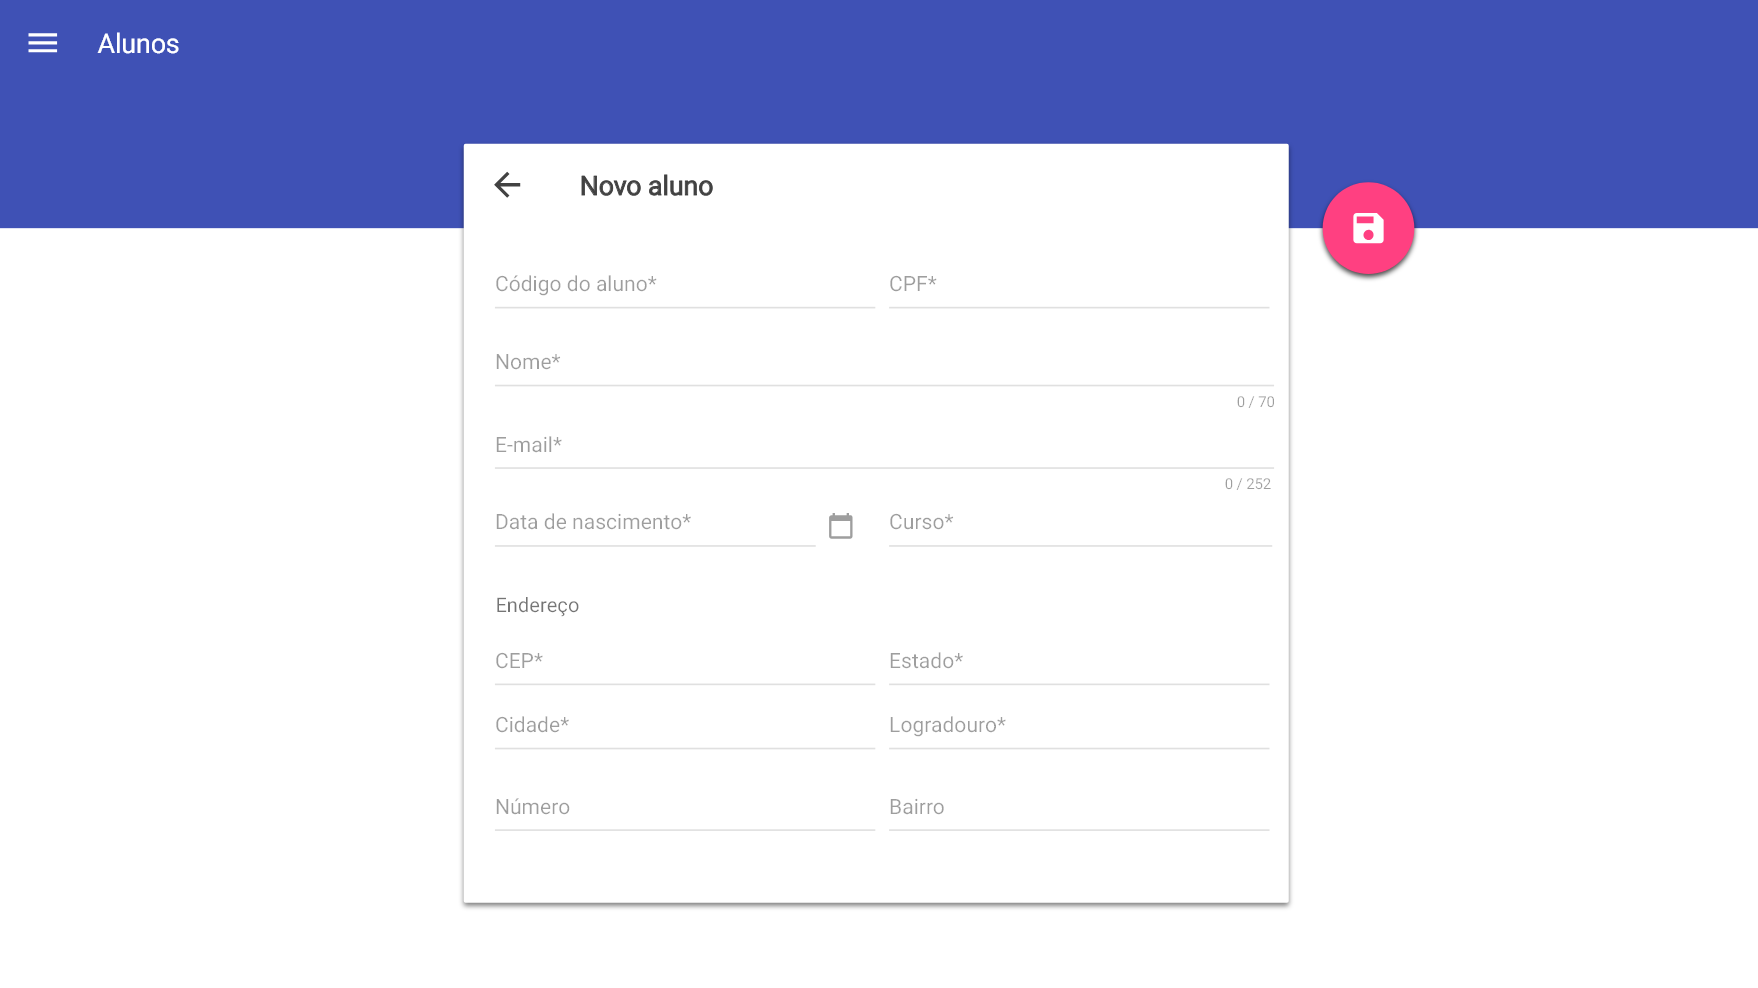 Alunos
Novo aluno
Código do aluno*
CPF*
Nome*
0 / 70
E-mail*
0 / 252
Data de nascimento*
Curso*
Endereço
CEP*
Estado*
Cidade*
Logradouro*
Número
Bairro